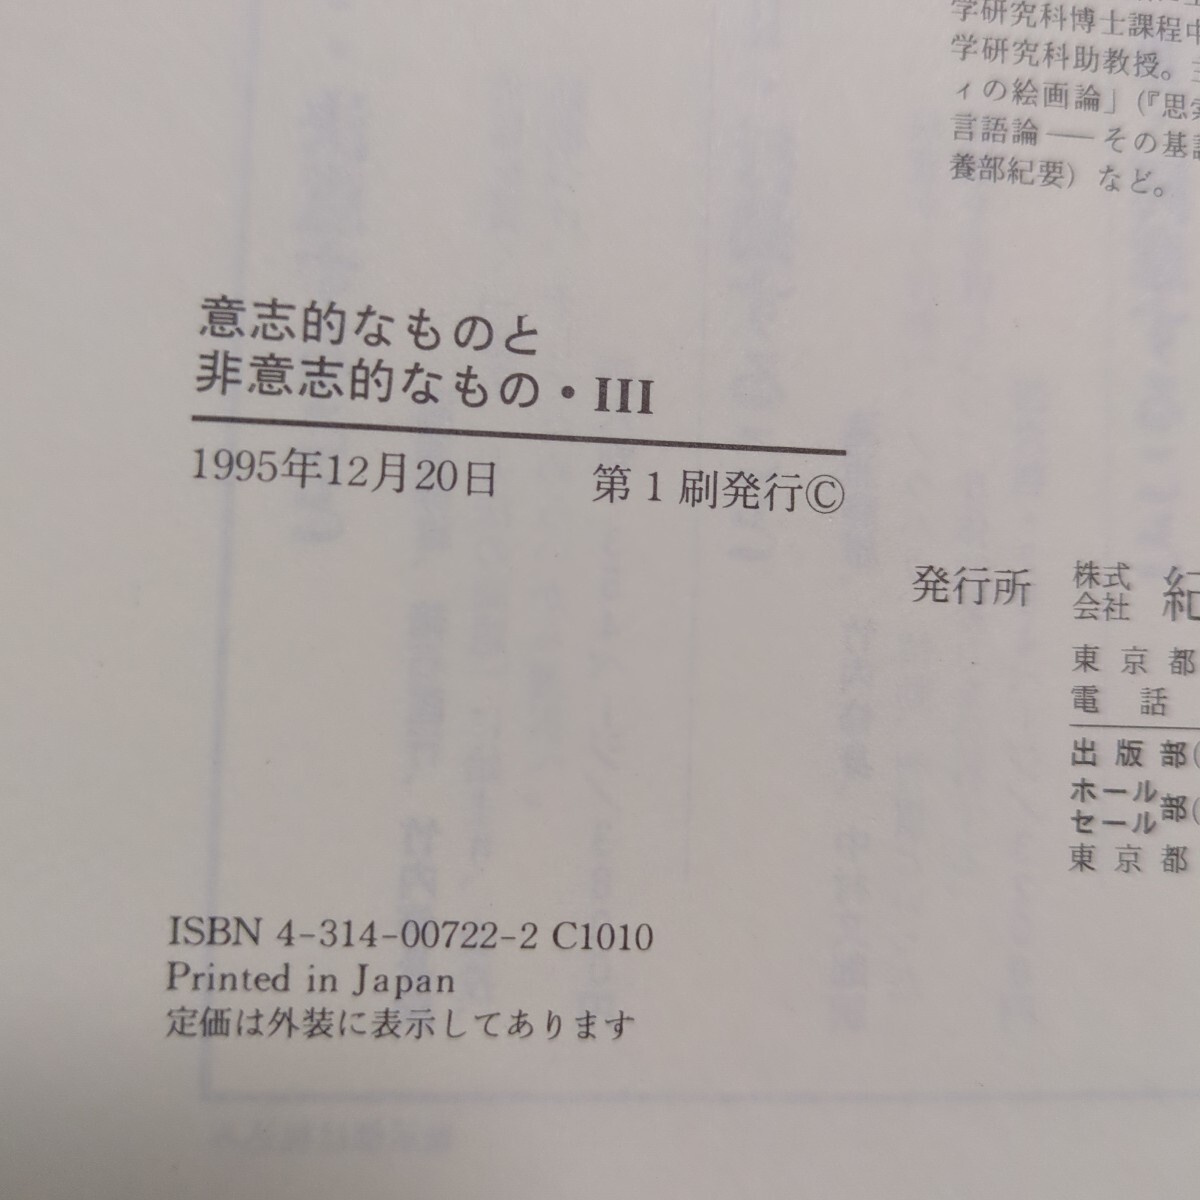 学研究科博士課程中
学研究科助教授。
ィの絵画論」(『思索
言語論――その基
養部紀要) など。
意志的なものと
非意志的なもの・III
1995年12月20日 第1刷発行©
発行所 株式会社 紀
東京都
電話
出版部(
ホールセール部(
東京都
ISBN 4-314-00722-2 C1010
Printed in Japan
定価は外装に表示してあります